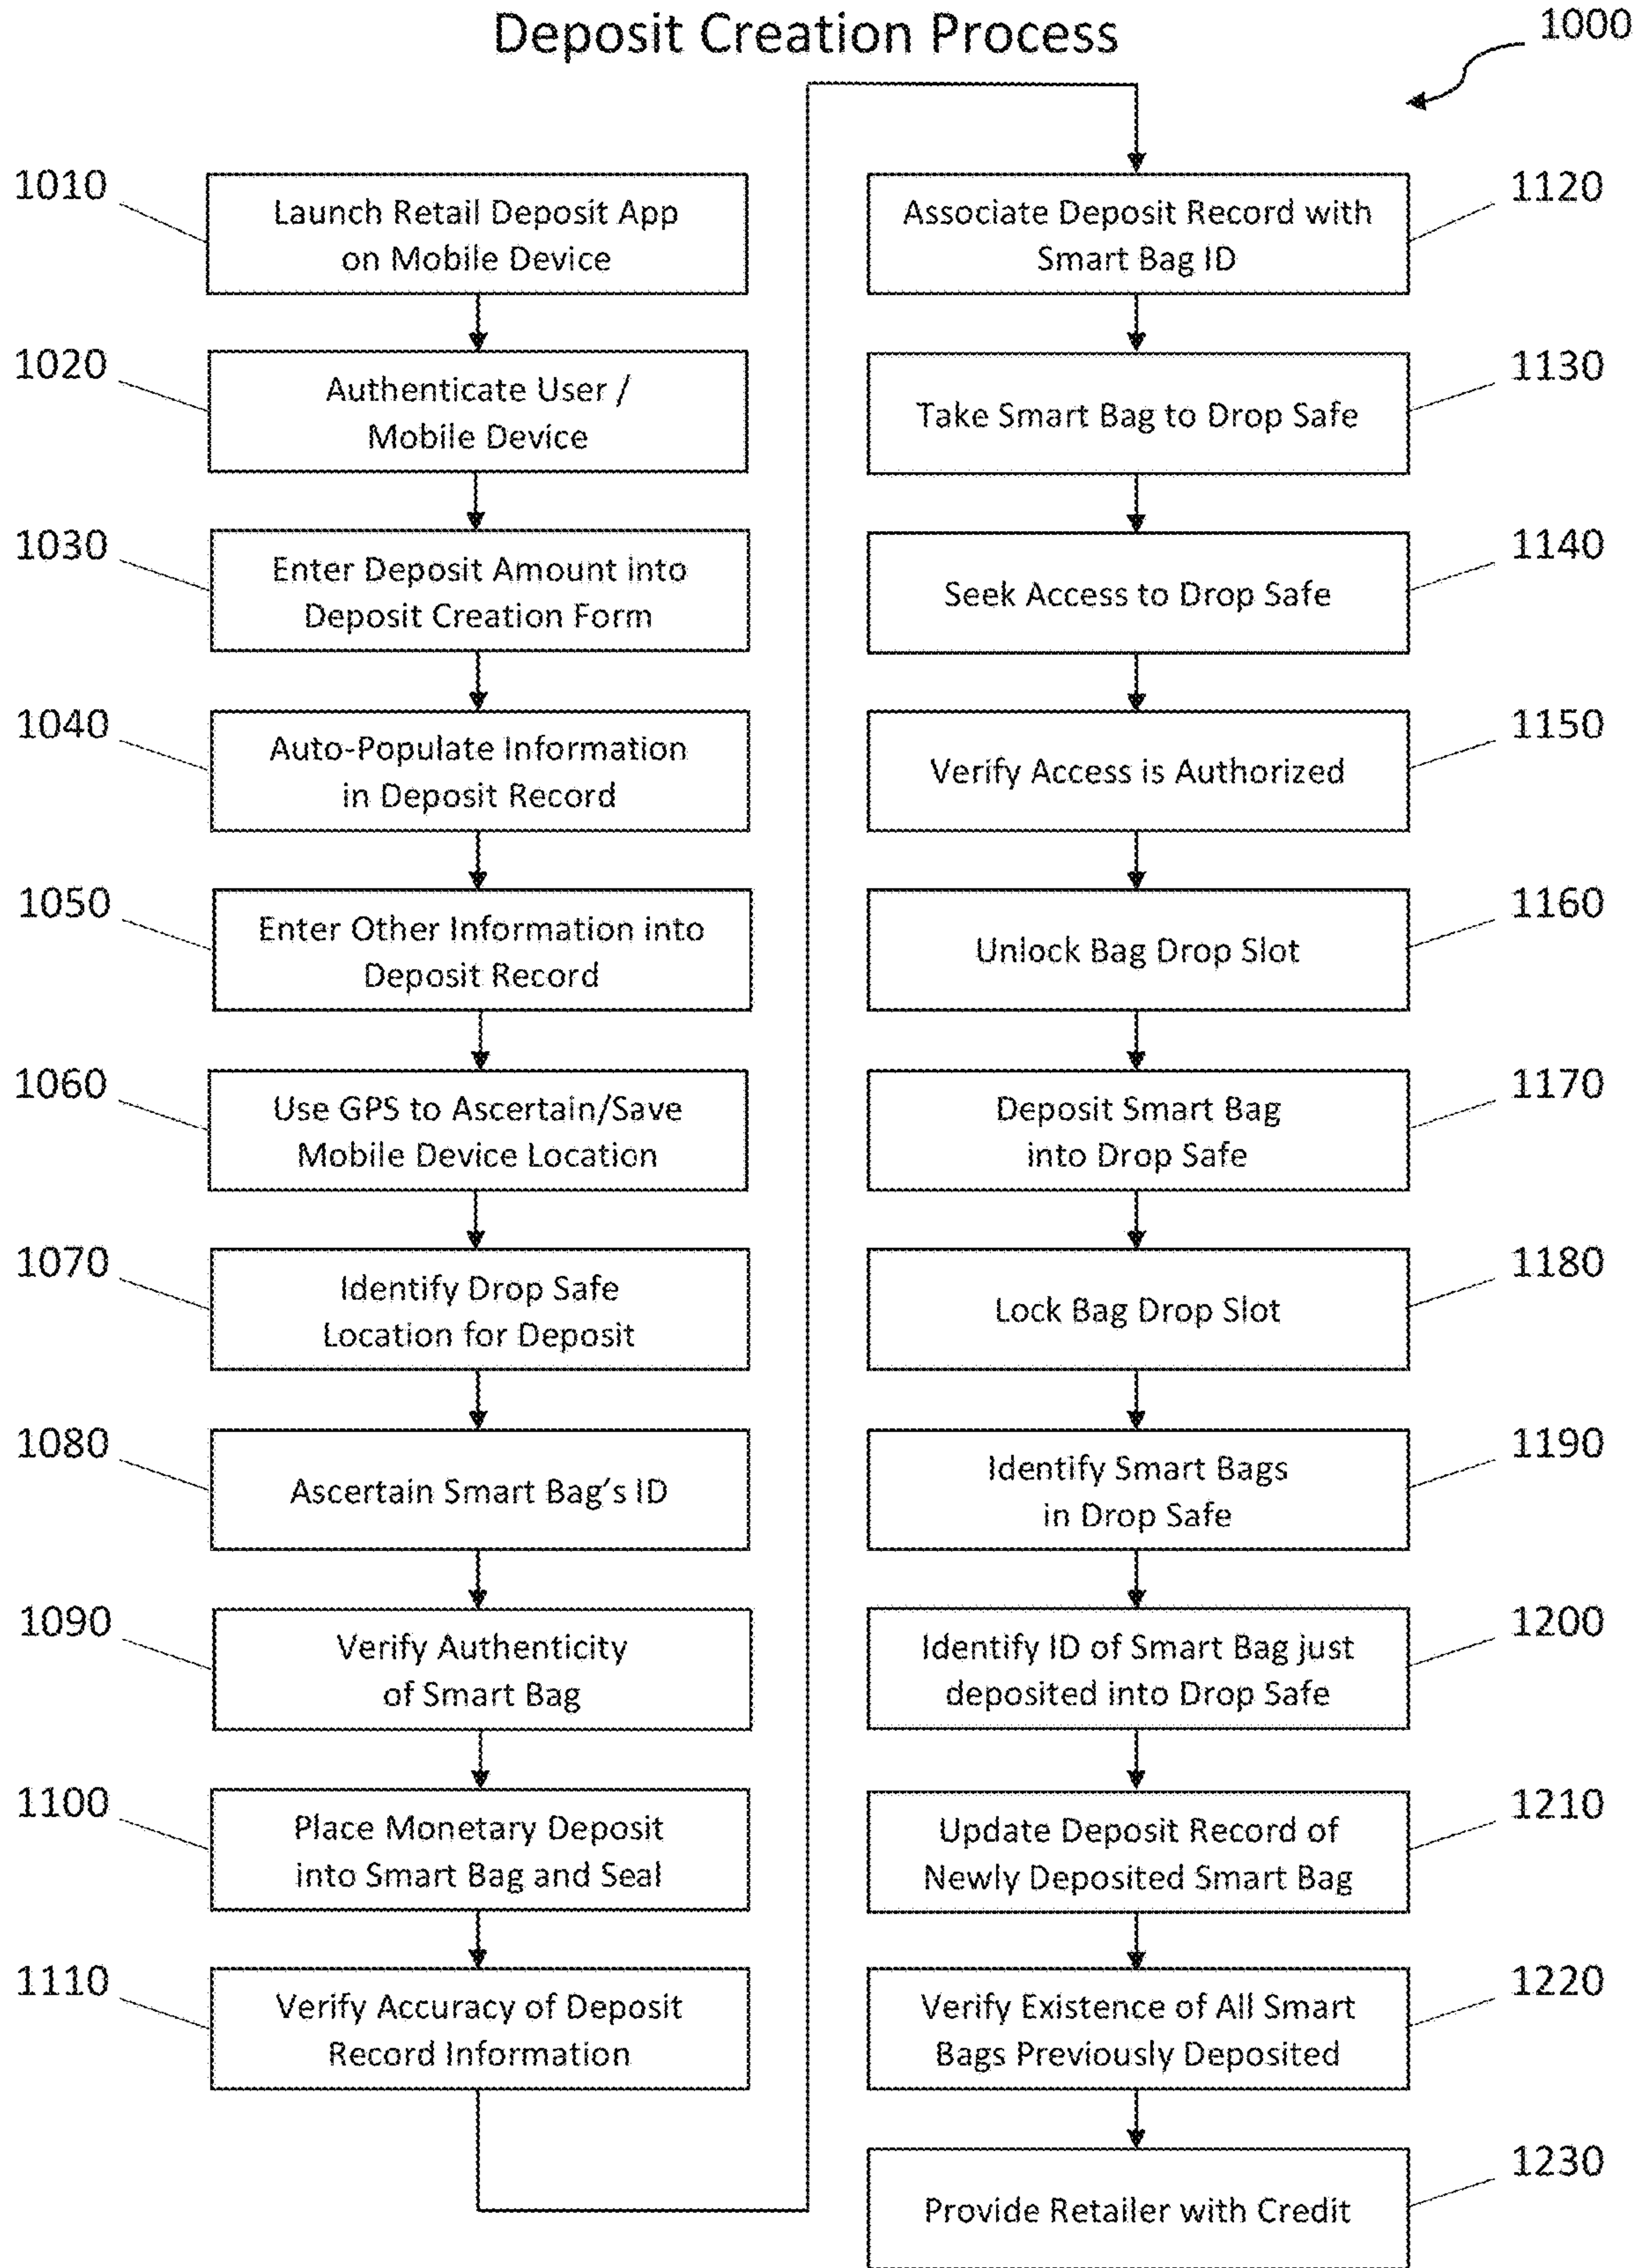 Deposit Creation Process
1000
1010
Launch Retail Deposit App
on Mobile Device
1020
Authenticate User /
Mobile Device
1030
Enter Deposit Amount into
Deposit Creation Form
1040
Auto-Populate Information
in Deposit Record
1050
Enter Other Information into
Deposit Record
1060
Use GPS to Ascertain/Save
Mobile Device Location
1070
Identify Drop Safe
Location for Deposit
1080
Ascertain Smart Bag's ID
1090
Verify Authenticity
of Smart Bag
1100
Place Monetary Deposit
into Smart Bag and Seal
1110
Verify Accuracy of Deposit
Record Information
1120
Associate Deposit Record with
Smart Bag ID
1130
Take Smart Bag to Drop Safe
1140
Seek Access to Drop Safe
1150
Verify Access is Authorized
1160
Unlock Bag Drop Slot
1170
Deposit Smart Bag
into Drop Safe
1180
Lock Bag Drop Slot
1190
Identify Smart Bags
in Drop Safe
1200
Identify ID of Smart Bag just
deposited into Drop Safe
1210
Update Deposit Record of
Newly Deposited Smart Bag
1220
Verify Existence of All Smart
Bags Previously Deposited
1230
Provide Retailer with Credit